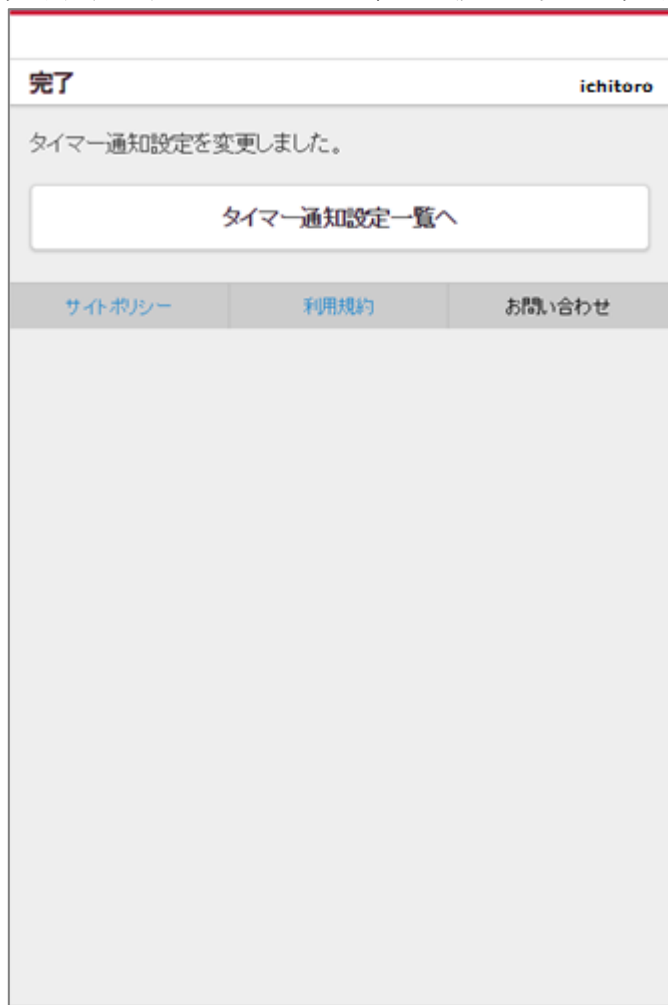 完了
ichitoro
タイマー通知設定を変更しました。
タイマー通知設定一覧へ
サイトポリシー
利用規約
お問い合わせ